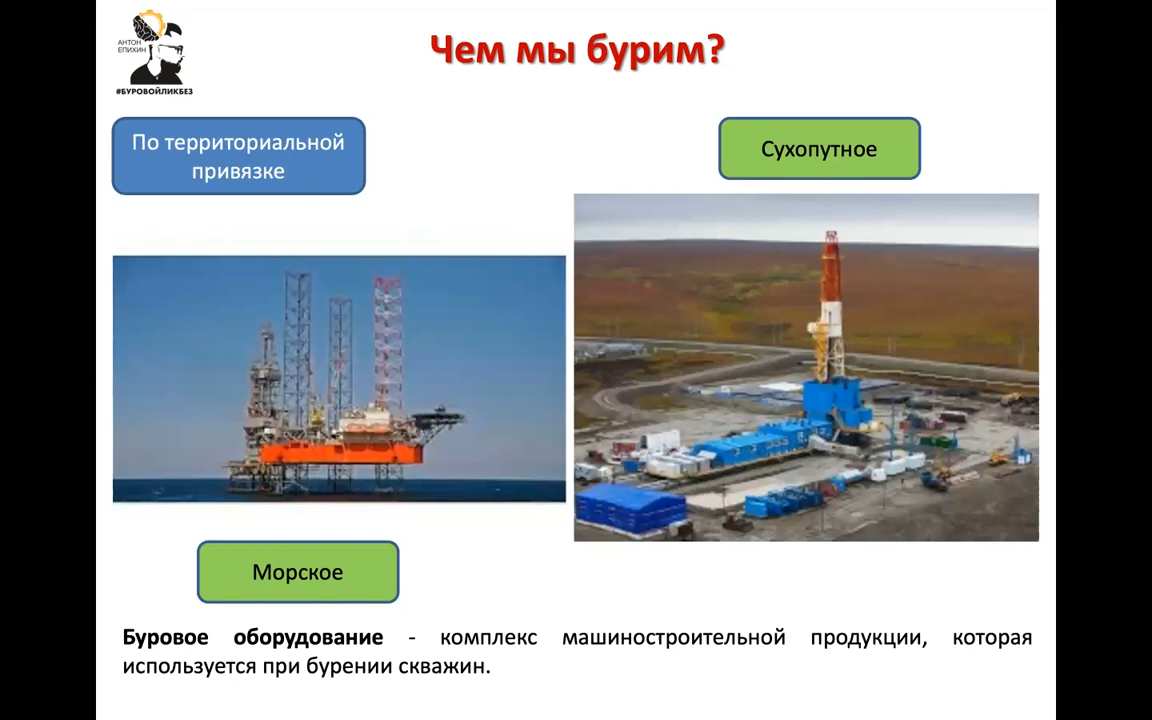 АНТОН
ЕПИХИН
#БУРОВОЙЛИКБЕЗ
Чем мы бурим?
По территориальной
привязке
Сухопутное
Морское
Буровое оборудование - комплекс машиностроительной продукции, которая
используется при бурении скважин.